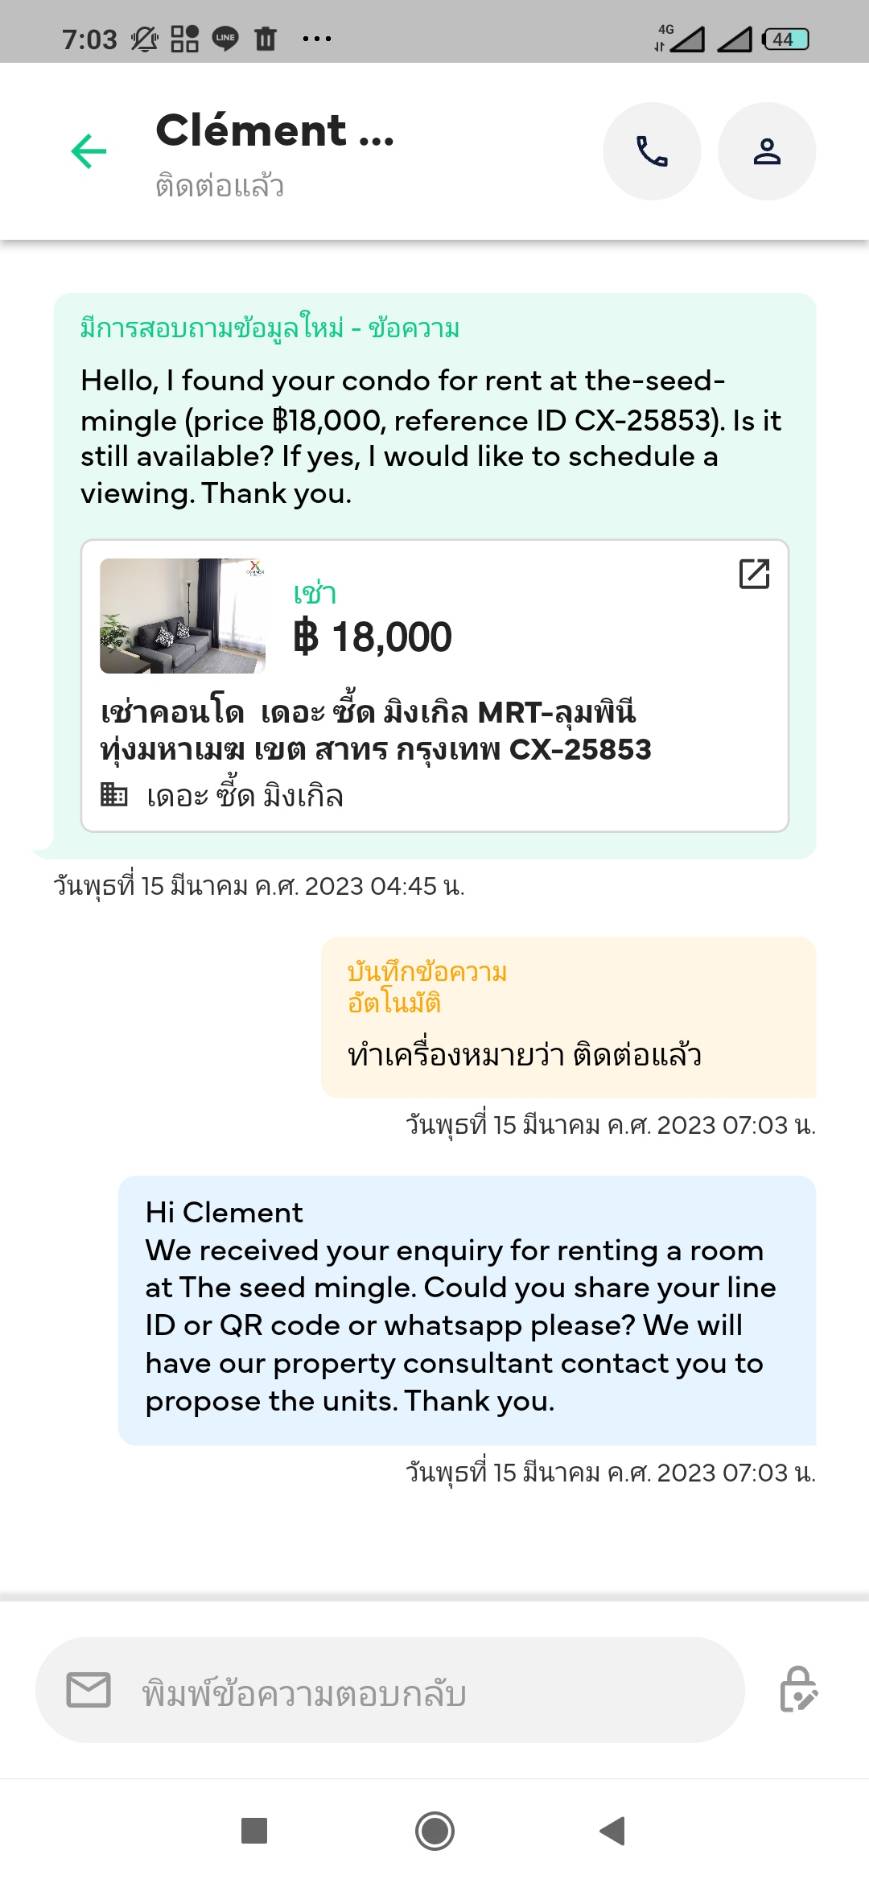 7:03 LINE ... 4G 44
Clément ...
ติดต่อแล้ว
มีการสอบถามข้อมูลใหม่ - ข้อความ
Hello, I found your condo for rent at the-seed-
mingle (price ฿18,000, reference ID CX-25853). Is it
still available? If yes, I would like to schedule a
viewing. Thank you.
เช่า
฿ 18,000
เช่าคอนโด เดอะ ซี้ด มิงเกิล MRT-ลุมพินี
ทุ่งมหาเมฆ เขต สาทร กรุงเทพ CX-25853
เดอะ ซี้ด มิงเกิล
วันพุธที่ 15 มีนาคม ค.ศ. 2023 04:45 น.
บันทึกข้อความ
อัตโนมัติ
ทำเครื่องหมายว่า ติดต่อแล้ว
วันพุธที่ 15 มีนาคม ค.ศ. 2023 07:03 น.
Hi Clement
We received your enquiry for renting a room
at The seed mingle. Could you share your line
ID or QR code or whatsapp please? We will
have our property consultant contact you to
propose the units. Thank you.
วันพุธที่ 15 มีนาคม ค.ศ. 2023 07:03 น.
พิมพ์ข้อความตอบกลับ